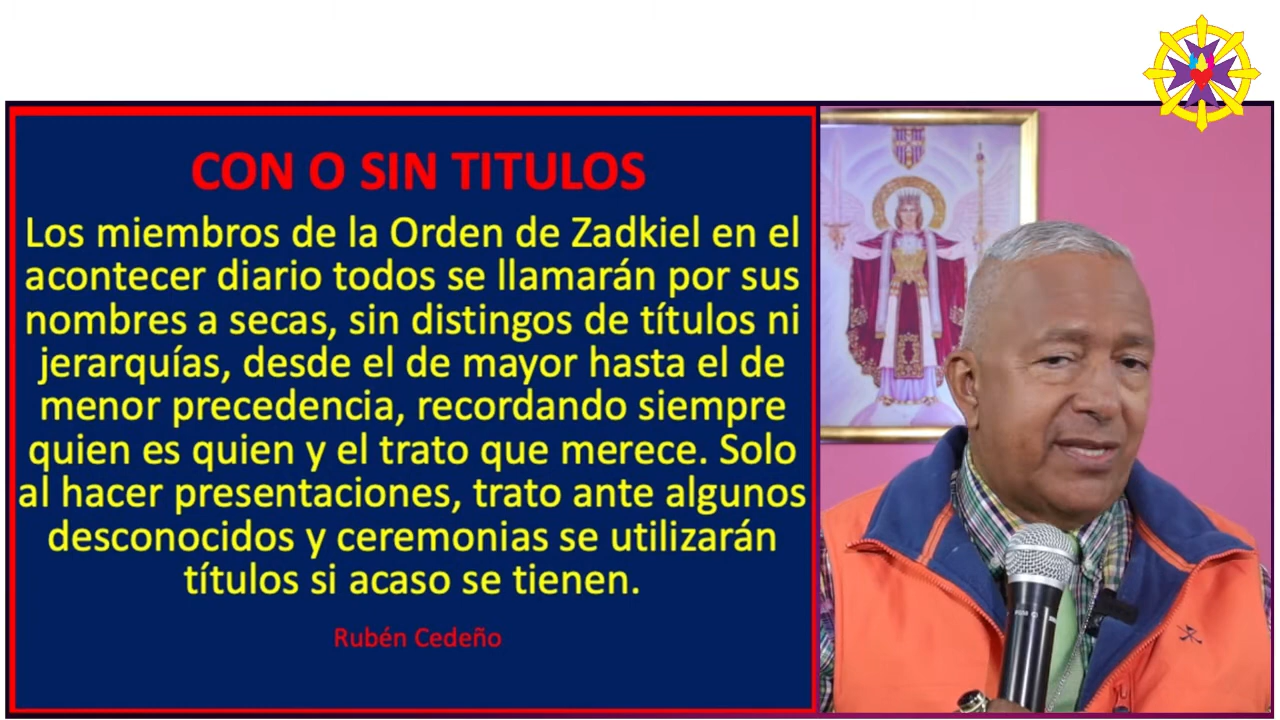 CON O SIN TITULOS
Los miembros de la Orden de Zadkiel en el
acontecer diario todos se llamarán por sus
nombres a secas, sin distingos de títulos ni
jerarquías, desde el de mayor hasta el de
menor precedencia, recordando siempre
quien es quien y el trato que merece. Solo
al hacer presentaciones, trato ante algunos
desconocidos y ceremonias se utilizarán
títulos si acaso se tienen.
Rubén Cedeño